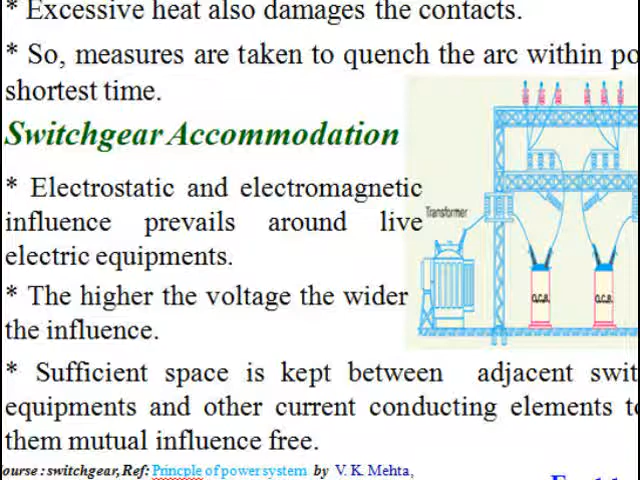 * Excessive heat also damages the contacts.
* So, measures are taken to quench the arc within po
shortest time.
Switchgear Accommodation
* Electrostatic and electromagnetic
influence prevails around live
electric equipments.
* The higher the voltage the wider
the influence.
Transformer
O.C.B.
O.C.B.
* Sufficient space is kept between adjacent swit
equipments and other current conducting elements to
them mutual influence free.
ourse : switchgear, Ref: Princple of power system by V. K. Mehta,